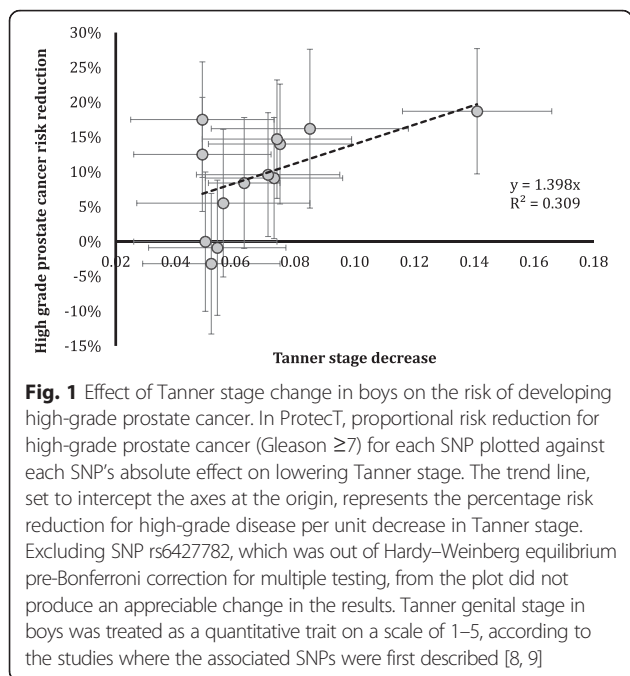 30%
25%
20%
15%
10%
5%
0%
-5%
-10%
-15%
High grade prostate cancer risk reduction
0.02 0.04 0.06 0.08 0.10 0.12 0.14 0.16 0.18
y = 1.398x
R² = 0.309
Tanner stage decrease
Fig. 1 Effect of Tanner stage change in boys on the risk of developing
high-grade prostate cancer. In ProtecT, proportional risk reduction for
high-grade prostate cancer (Gleason ≥7) for each SNP plotted against
each SNP's absolute effect on lowering Tanner stage. The trend line,
set to intercept the axes at the origin, represents the percentage risk
reduction for high-grade disease per unit decrease in Tanner stage.
Excluding SNP rs6427782, which was out of Hardy–Weinberg equilibrium
pre-Bonferroni correction for multiple testing, from the plot did not
produce an appreciable change in the results. Tanner genital stage in
boys was treated as a quantitative trait on a scale of 1–5, according to
the studies where the associated SNPs were first described [8, 9]